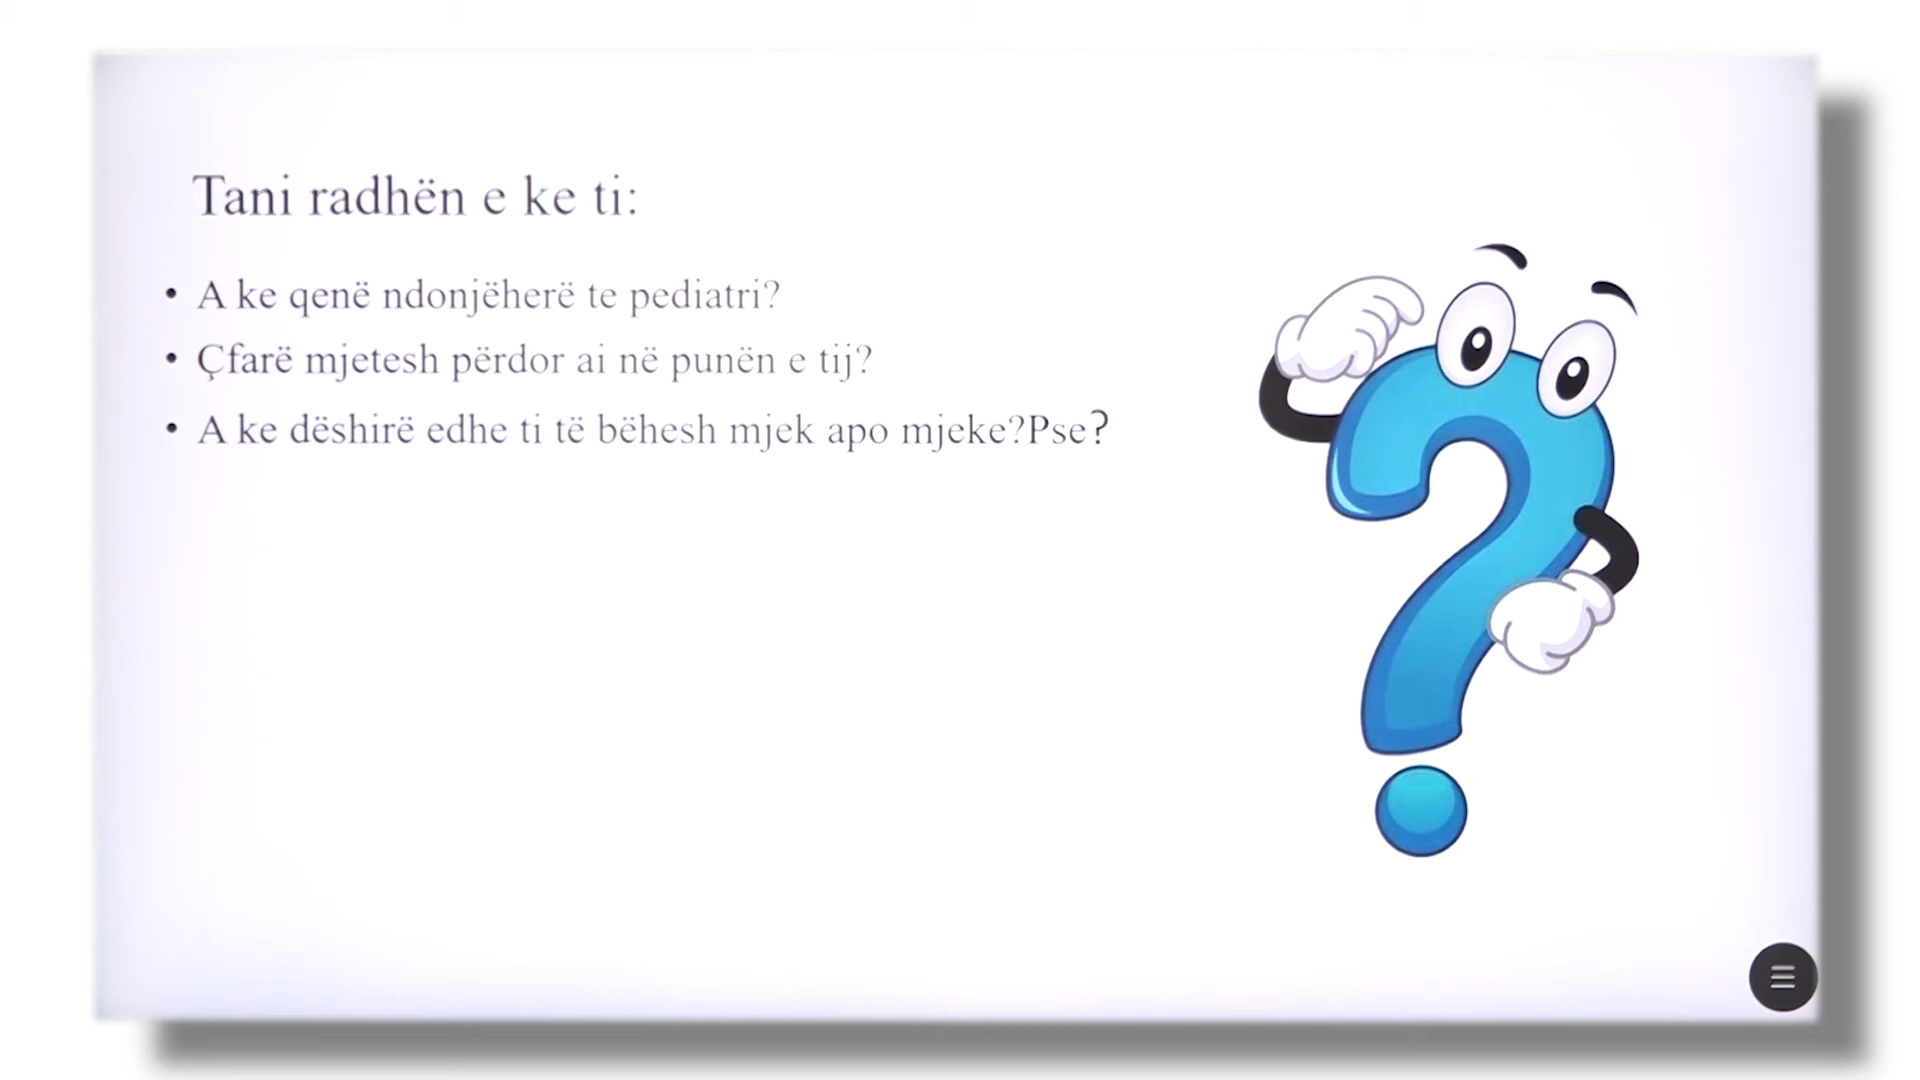 Tani radhën e ke ti:
• A ke qenë ndonjëherë te pediatri?
• Çfarë mjetesh përdor ai në punën e tij?
• A ke dëshirë edhe ti të bëhesh mjek apo mjeke?Pse?